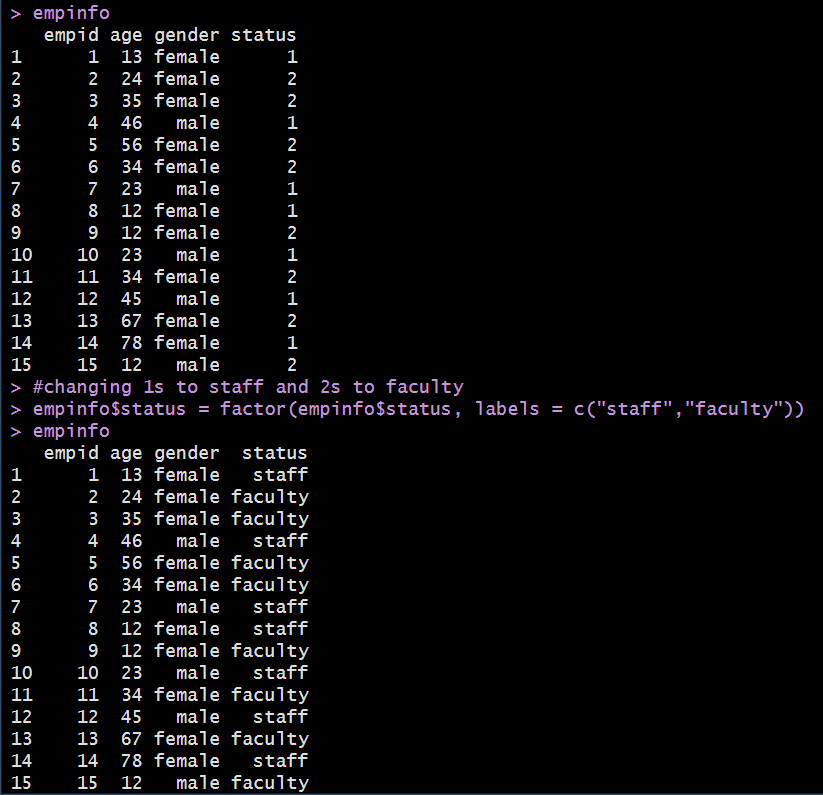 > empinfo
   empid age gender status
1      1  13 female      1
2      2  24 female      2
3      3  35 female      2
4      4  46   male      1
5      5  56 female      2
6      6  34 female      2
7      7  23   male      1
8      8  12 female      1
9      9  12 female      2
10    10  23   male      1
11    11  34 female      2
12    12  45   male      1
13    13  67 female      2
14    14  78 female      1
15    15  12   male      2
> #changing 1s to staff and 2s to faculty
> empinfo$status = factor(empinfo$status, labels = c("staff","faculty"))
> empinfo
   empid age gender  status
1      1  13 female   staff
2      2  24 female faculty
3      3  35 female faculty
4      4  46   male   staff
5      5  56 female faculty
6      6  34 female faculty
7      7  23   male   staff
8      8  12 female   staff
9      9  12 female faculty
10    10  23   male   staff
11    11  34 female faculty
12    12  45   male   staff
13    13  67 female faculty
14    14  78 female   staff
15    15  12   male faculty